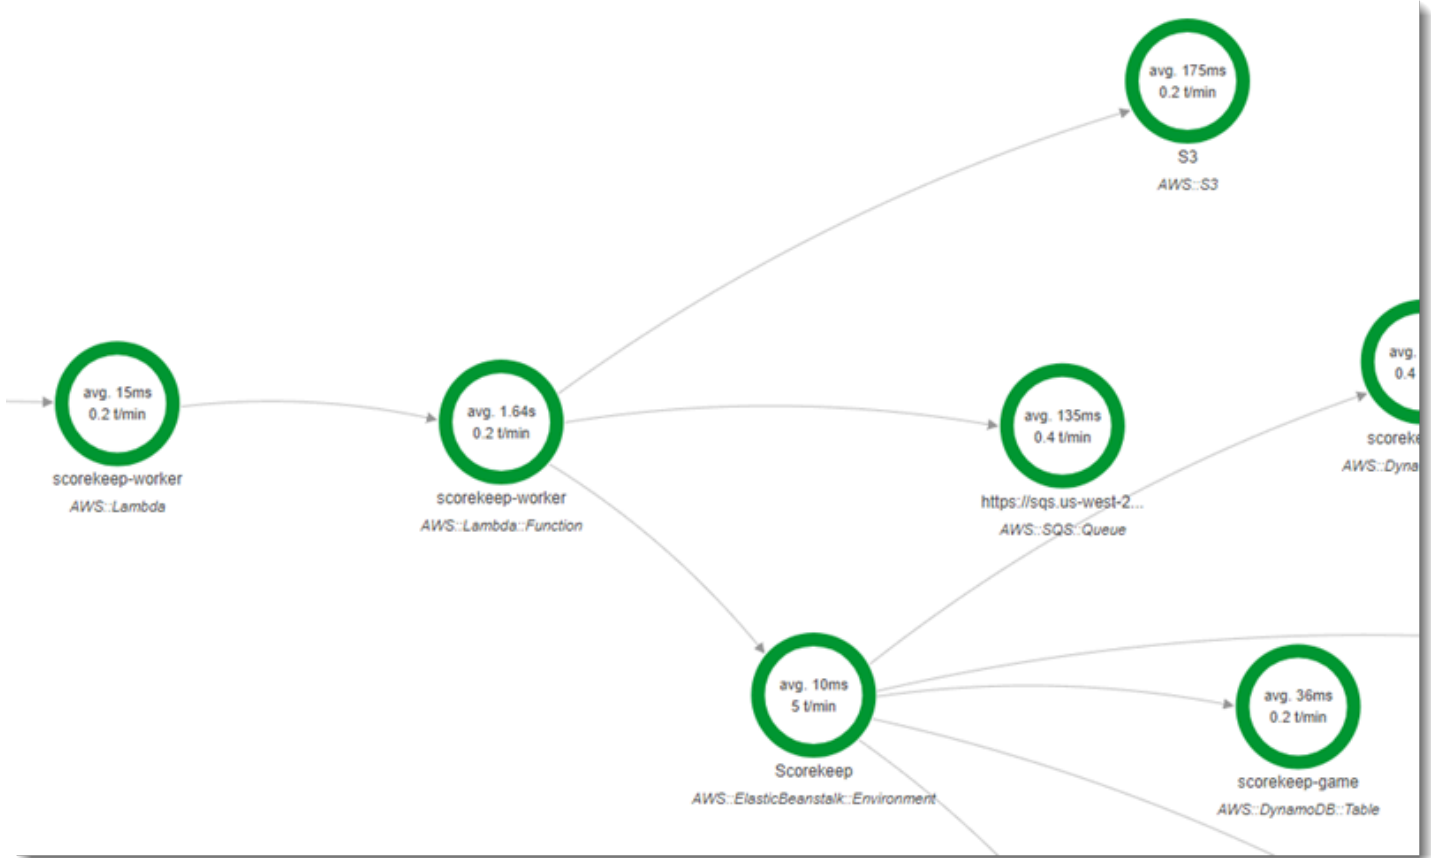 avg. 175ms
0.2 t/min
S3
AWS::S3
avg. 15ms
0.2 t/min
scorekeep-worker
AWS::Lambda
avg. 1.64s
0.2 t/min
scorekeep-worker
AWS::Lambda::Function
avg. 135ms
0.4 t/min
https://sqs.us-west-2...
AWS::SQS::Queue
avg.
0.4
scoreke
AWS::Dyna
avg. 10ms
5 t/min
Scorekeep
AWS::ElasticBeanstalk::Environment
avg. 36ms
0.2 t/min
scorekeep-game
AWS::DynamoDB::Table